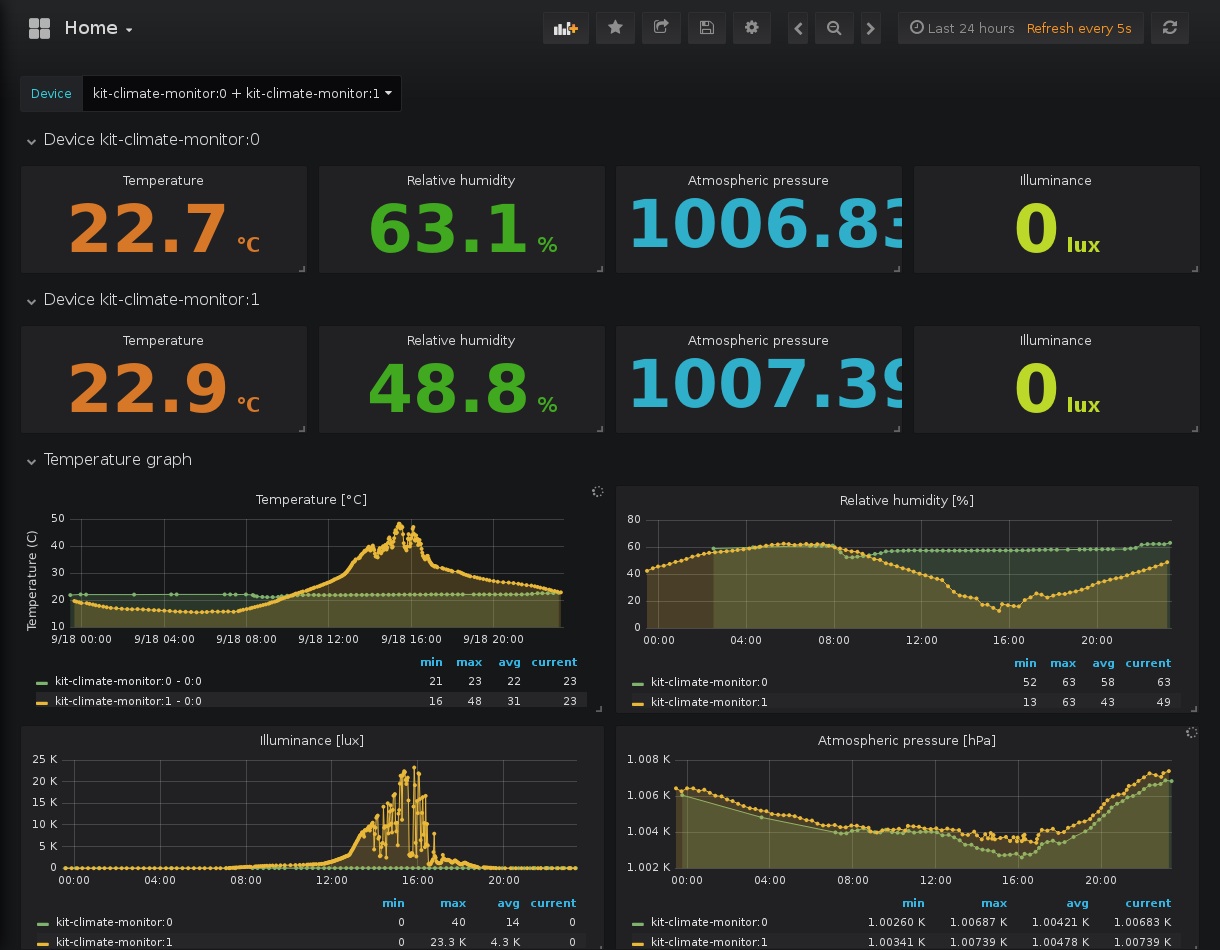 Home
Last 24 hours Refresh every 5s
Device kit-climate-monitor:0 + kit-climate-monitor:1
Device kit-climate-monitor:0
Temperature Relative humidity Atmospheric pressure Illuminance
22.7 °C 63.1 % 1006.83 0 lux
Device kit-climate-monitor:1
Temperature Relative humidity Atmospheric pressure Illuminance
22.9 °C 48.8 % 1007.39 0 lux
Temperature graph
Temperature [°C]
Temperature (C)
50
40
30
20
10
9/18 00:00 9/18 04:00 9/18 08:00 9/18 12:00 9/18 16:00 9/18 20:00
min max avg current
kit-climate-monitor:0 - 0:0 21 23 22 23
kit-climate-monitor:1 - 0:0 16 48 31 23
Relative humidity [%]
80
60
40
20
0
00:00 04:00 08:00 12:00 16:00 20:00
min max avg current
kit-climate-monitor:0 52 63 58 63
kit-climate-monitor:1 13 63 43 49
Illuminance [lux]
25 K
20 K
15 K
10 K
5 K
0
00:00 04:00 08:00 12:00 16:00 20:00
min max avg current
kit-climate-monitor:0 0 40 14 0
kit-climate-monitor:1 0 23.3 K 4.3 K 0
Atmospheric pressure [hPa]
1.008 K
1.006 K
1.004 K
1.002 K
00:00 04:00 08:00 12:00 16:00 20:00
min max avg current
kit-climate-monitor:0 1.00260 K 1.00687 K 1.00421 K 1.00683 K
kit-climate-monitor:1 1.00341 K 1.00739 K 1.00478 K 1.00739 K